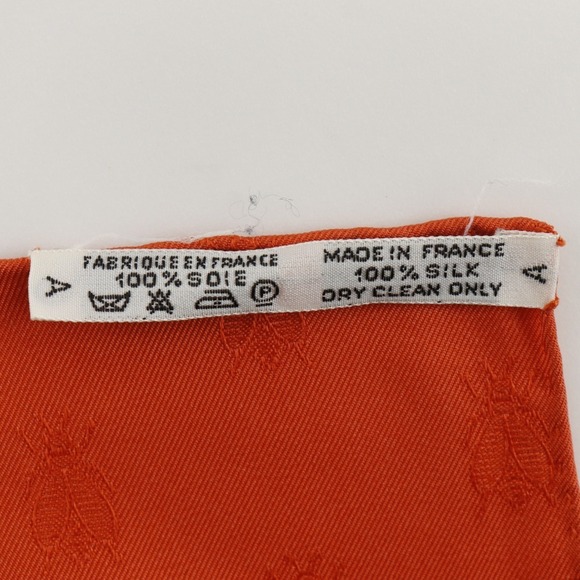 V
FABRIQUE EN FRANCE
100% SOIE
P
MADE IN FRANCE
100% SILK
DRY CLEAN ONLY
A